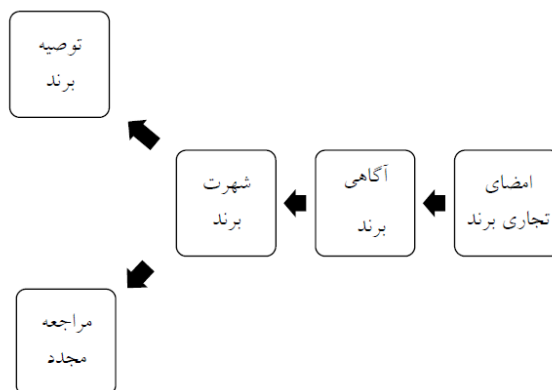 توصیه
برند
امضای
تجاری برند
آگاهی
برند
شهرت
برند
مراجعه
مجدد